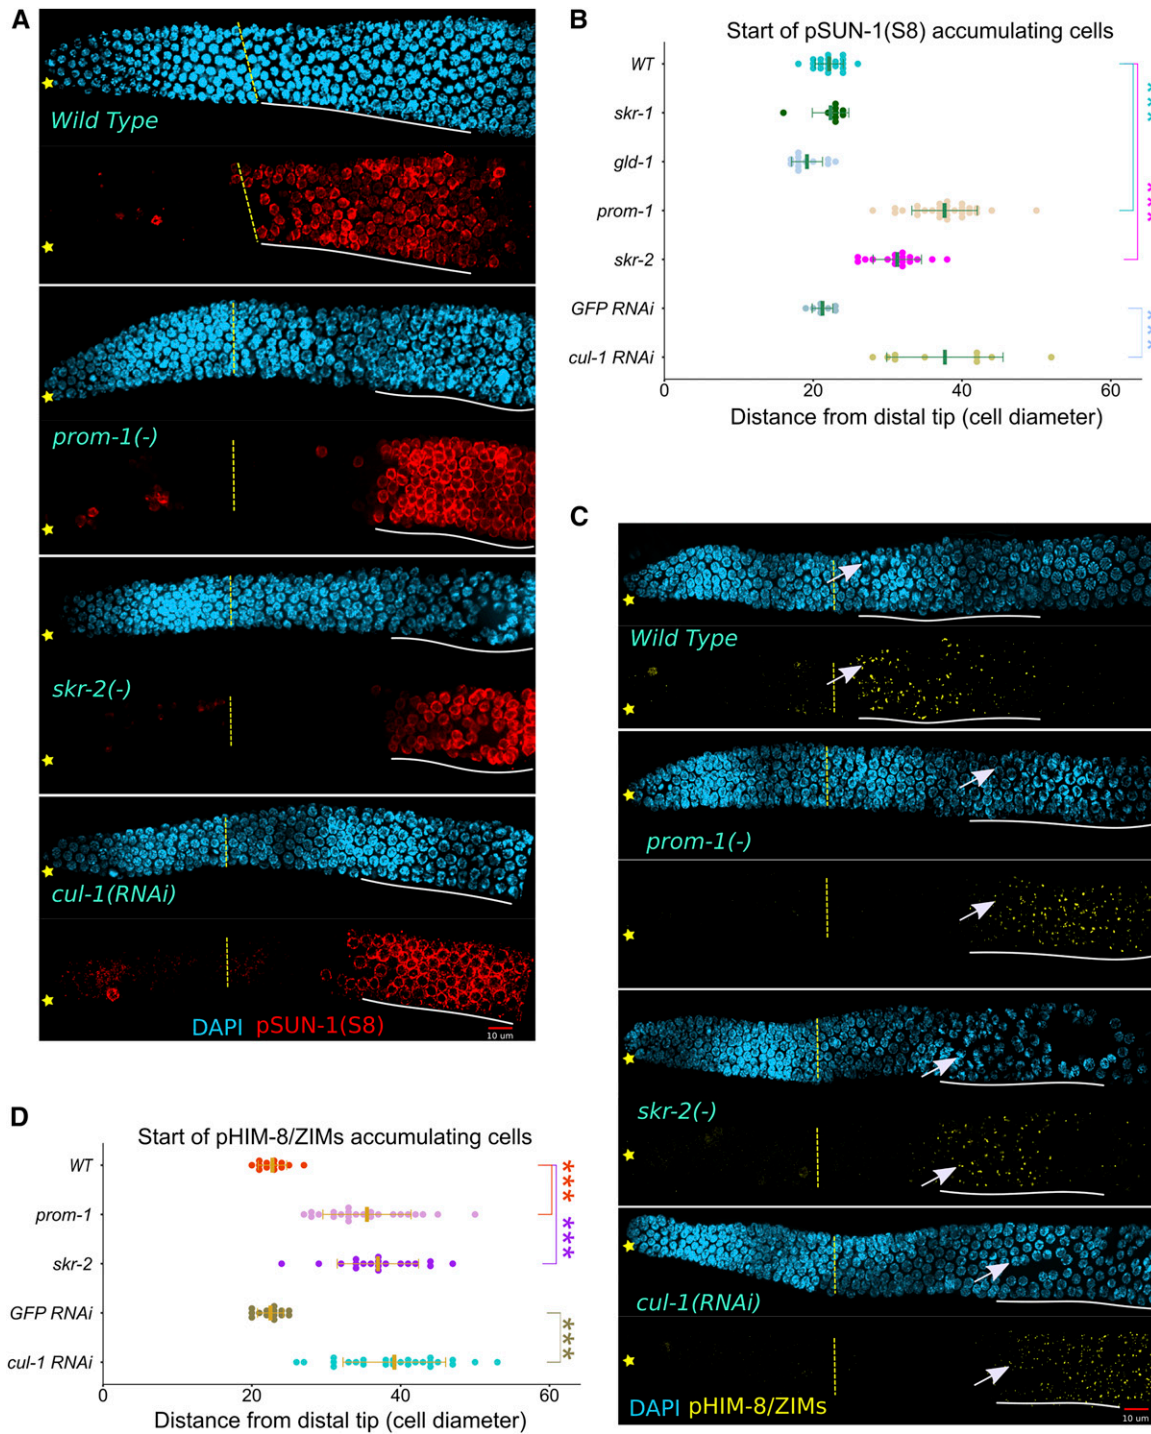 A
Wild Type
prom-1(-)
skr-2(-)
cul-1(RNAi)
DAPI pSUN-1(S8)
10 um
B
Start of pSUN-1(S8) accumulating cells
WT
skr-1
gld-1
prom-1
skr-2
GFP RNAi
cul-1 RNAi
***
***
***
0 20 40 60
Distance from distal tip (cell diameter)
C
Wild Type
prom-1(-)
skr-2(-)
cul-1(RNAi)
DAPI pHIM-8/ZIMs
10 um
D
Start of pHIM-8/ZIMs accumulating cells
WT
prom-1
skr-2
GFP RNAi
cul-1 RNAi
***
***
***
0 20 40 60
Distance from distal tip (cell diameter)